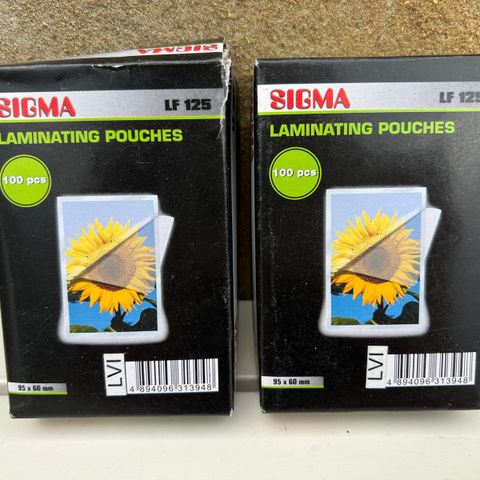 SIGMA
SIGMA
LF 125
LAMINATING POUCHES
100 pcs
95 x 60 mm
LVI
4 894096 313948
SIGMA
LF 125
LAMINATING POUCHES
100 pcs
95 x 60 mm
LVI
4 894096 313948